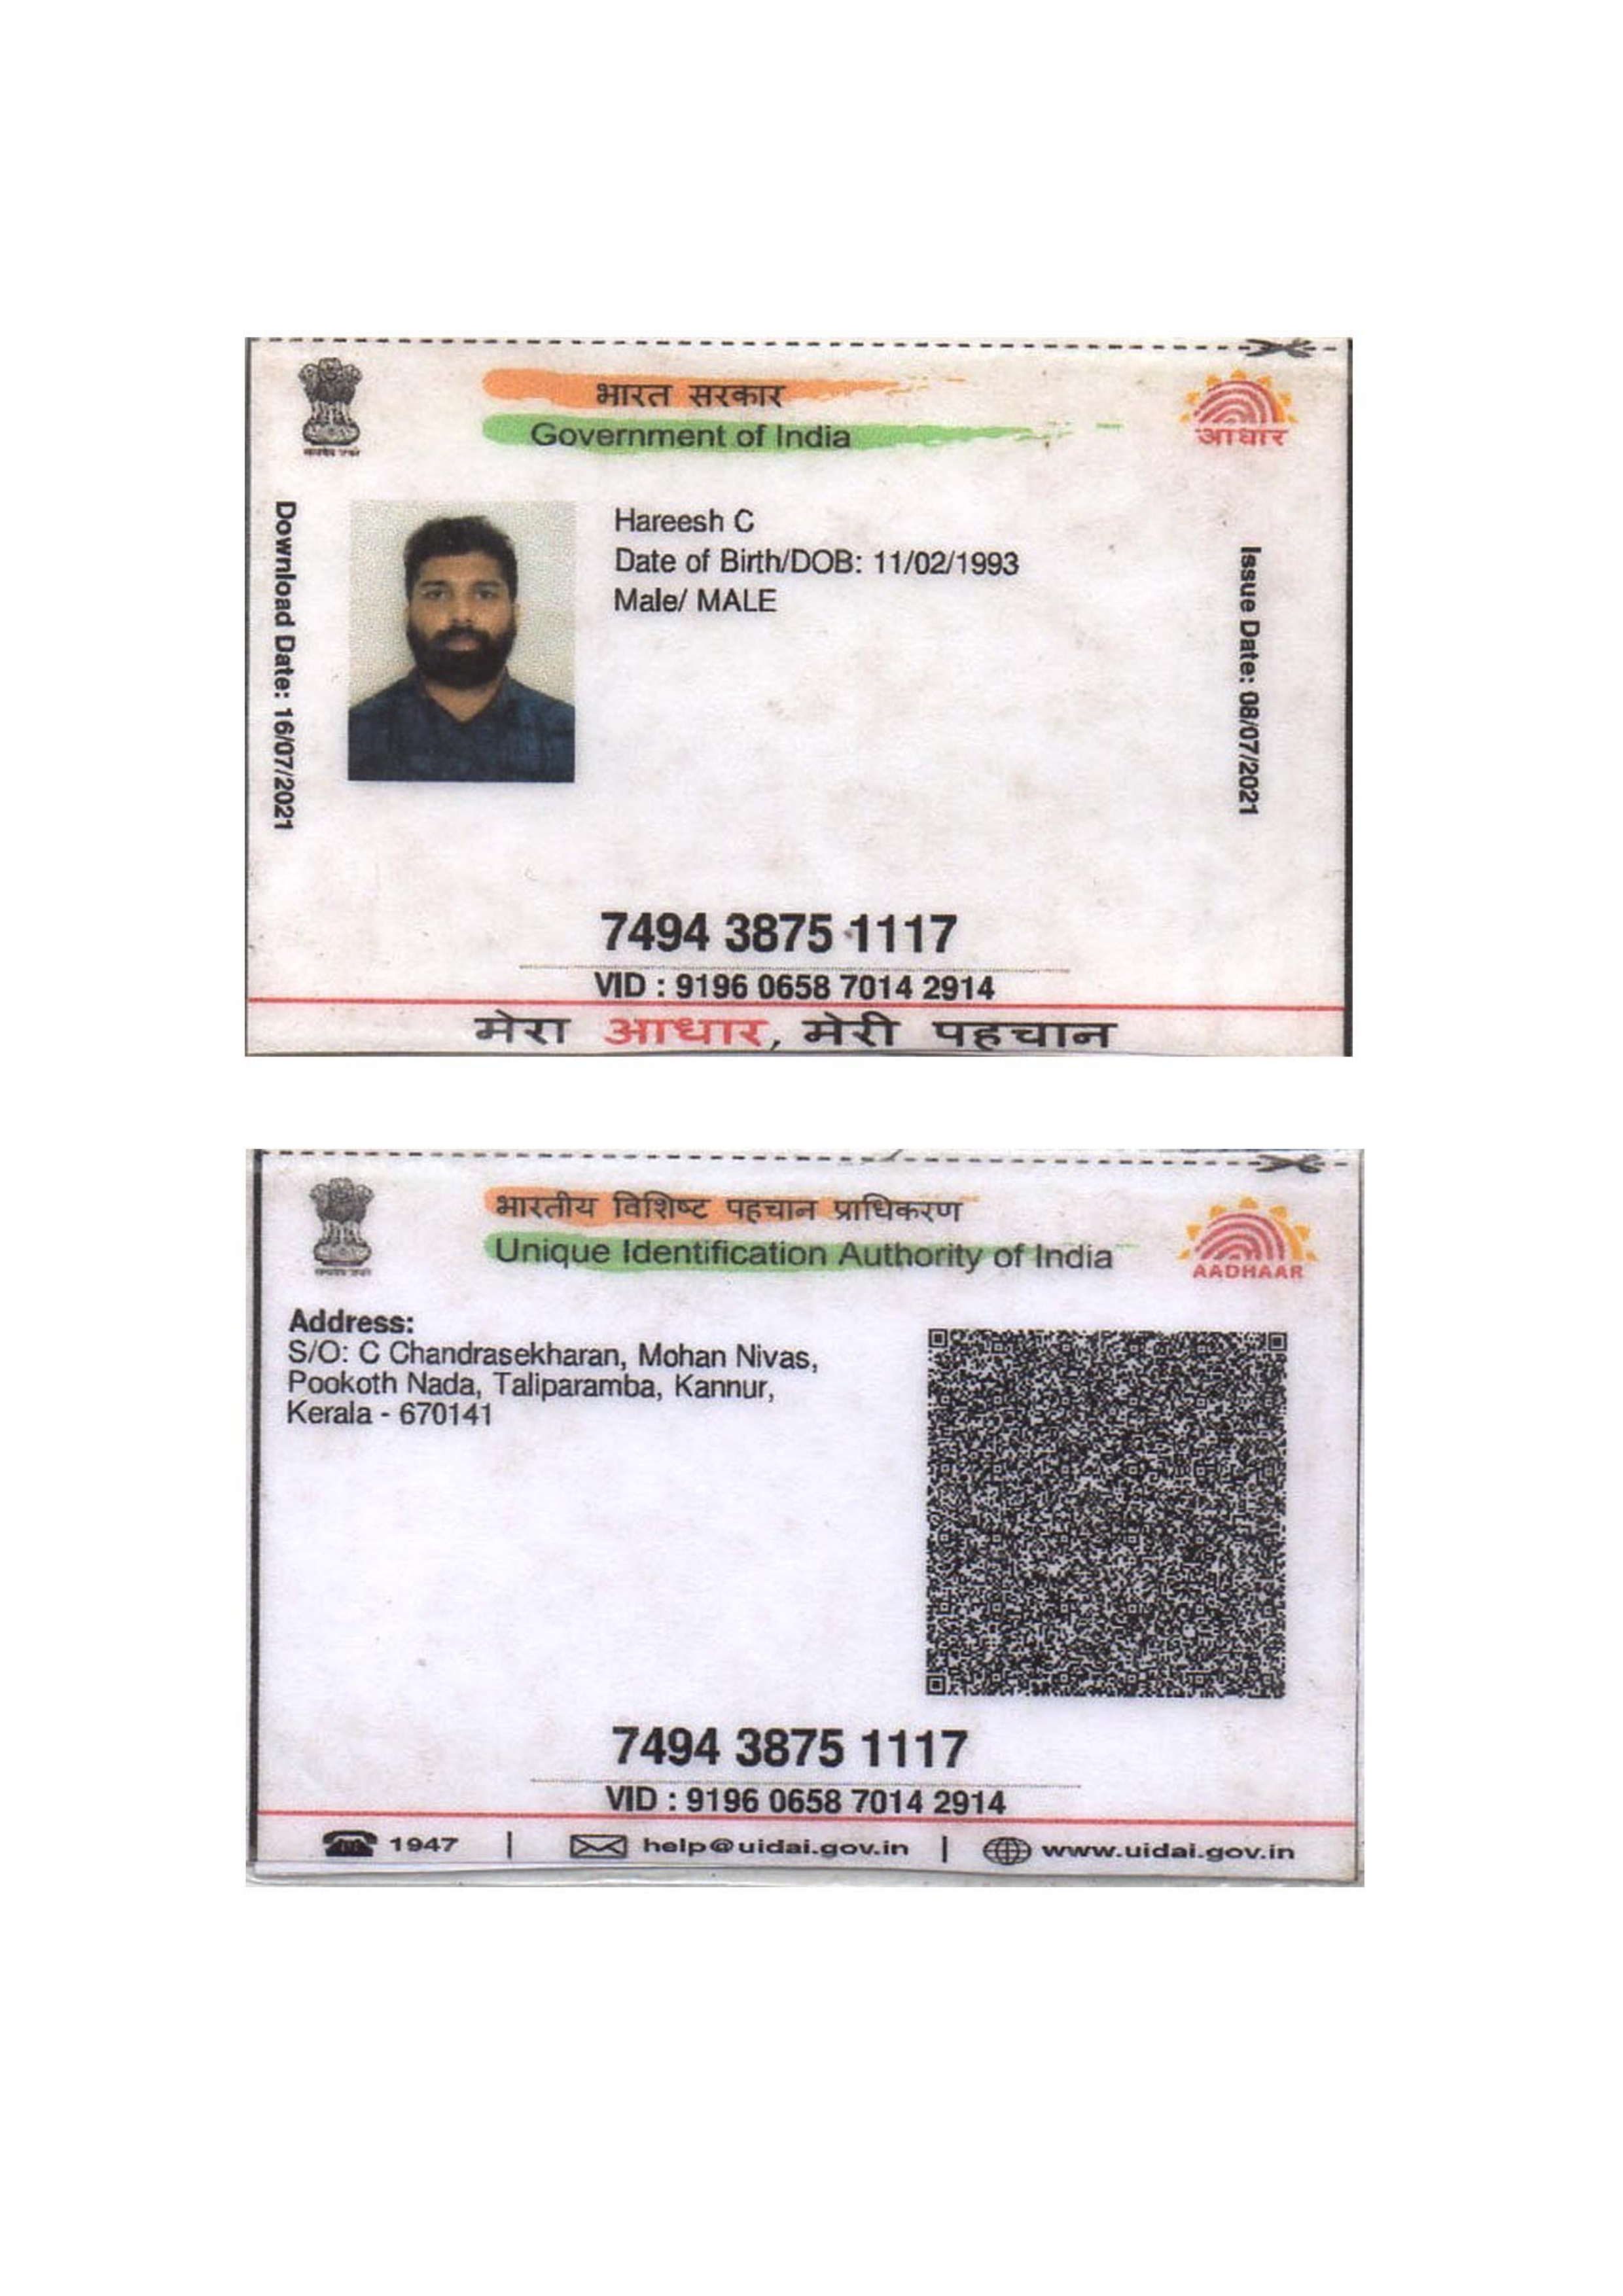 भारत सरकार
Government of India
आधार
Download Date: 16/07/2021
Hareesh C
Date of Birth/DOB: 11/02/1993
Male/ MALE
Issue Date: 08/07/2021
7494 3875 1117
VID : 9196 0658 7014 2914
मेरा आधार, मेरी पहचान
भारतीय विशिष्ट पहचान प्राधिकरण
Unique Identification Authority of India
AADHAAR
Address:
S/O: C Chandrasekharan, Mohan Nivas,
Pookoth Nada, Taliparamba, Kannur,
Kerala - 670141
7494 3875 1117
VID : 9196 0658 7014 2914
1947 | help@uidai.gov.in | www.uidai.gov.in